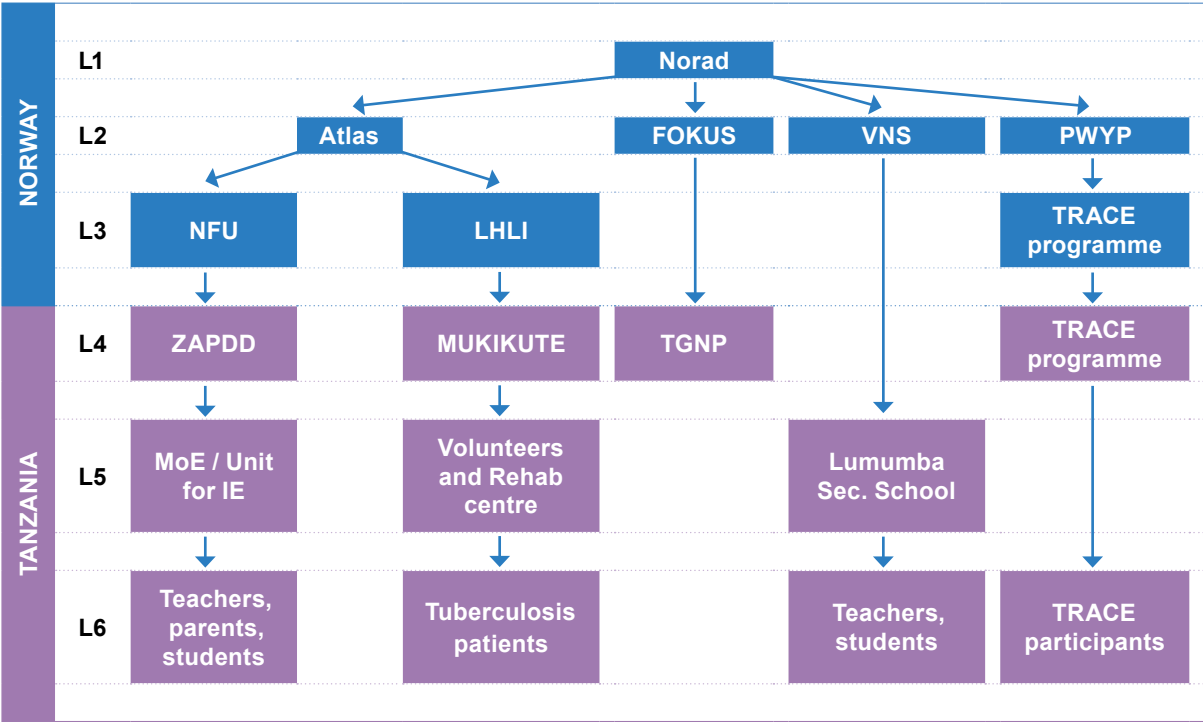 NORWAY
L1
Norad
L2
Atlas
FOKUS
VNS
PWYP
L3
NFU
LHLI
TRACE
programme
TANZANIA
L4
ZAPDD
MUKIKUTE
TGNP
TRACE
programme
L5
MoE / Unit
for IE
Volunteers
and Rehab
centre
Lumumba
Sec. School
L6
Teachers,
parents,
students
Tuberculosis
patients
Teachers,
students
TRACE
participants